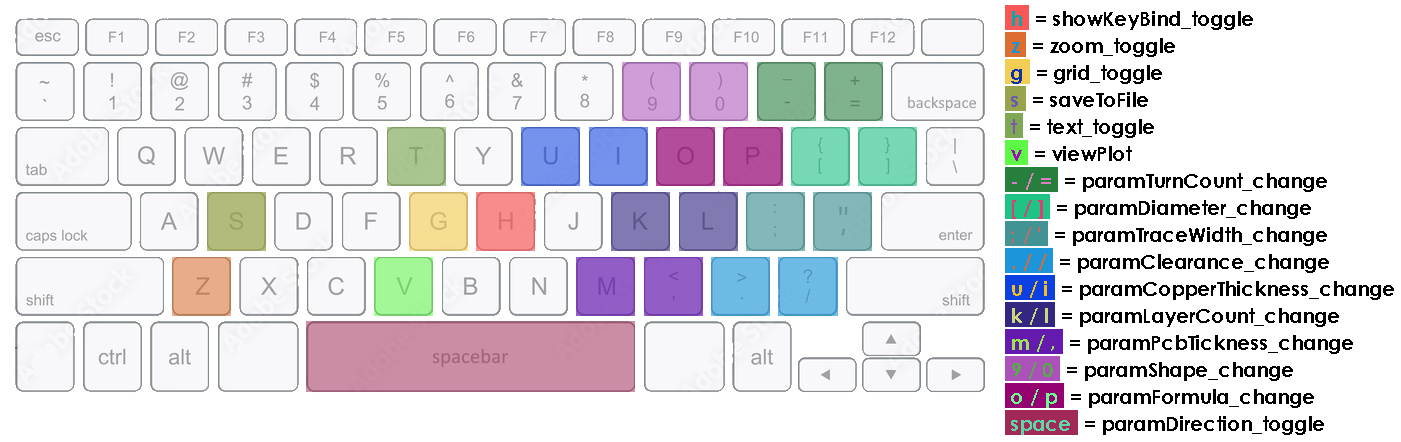 esc F1 F2 F3 F4 F5 F6 F7 F8 F9 F10 F11 F12
~ ! @ # $ % ^ & * ( ) _ +
` 1 2 3 4 5 6 7 8 9 0 - = backspace
tab Q W E R T Y U I O P { [ } ] | \
caps lock A S D F G H J K L : ; " ' enter
shift Z X C V B N M < , > . ? / shift
ctrl alt spacebar alt
h = showKeyBind_toggle
z = zoom_toggle
g = grid_toggle
s = saveToFile
t = text_toggle
v = viewPlot
- / = = paramTurnCount_change
[ / ] = paramDiameter_change
; / ' = paramTraceWidth_change
. / / = paramClearance_change
u / i = paramCopperThickness_change
k / l = paramLayerCount_change
m / , = paramPcbTickness_change
9 / 0 = paramShape_change
o / p = paramFormula_change
space = paramDirection_toggle